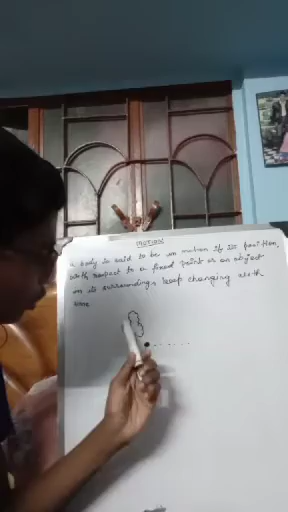 MOTION
A body is said to be in motion if its position,
with respect to a fixed point or an object
in its surroundings keep changing with
time